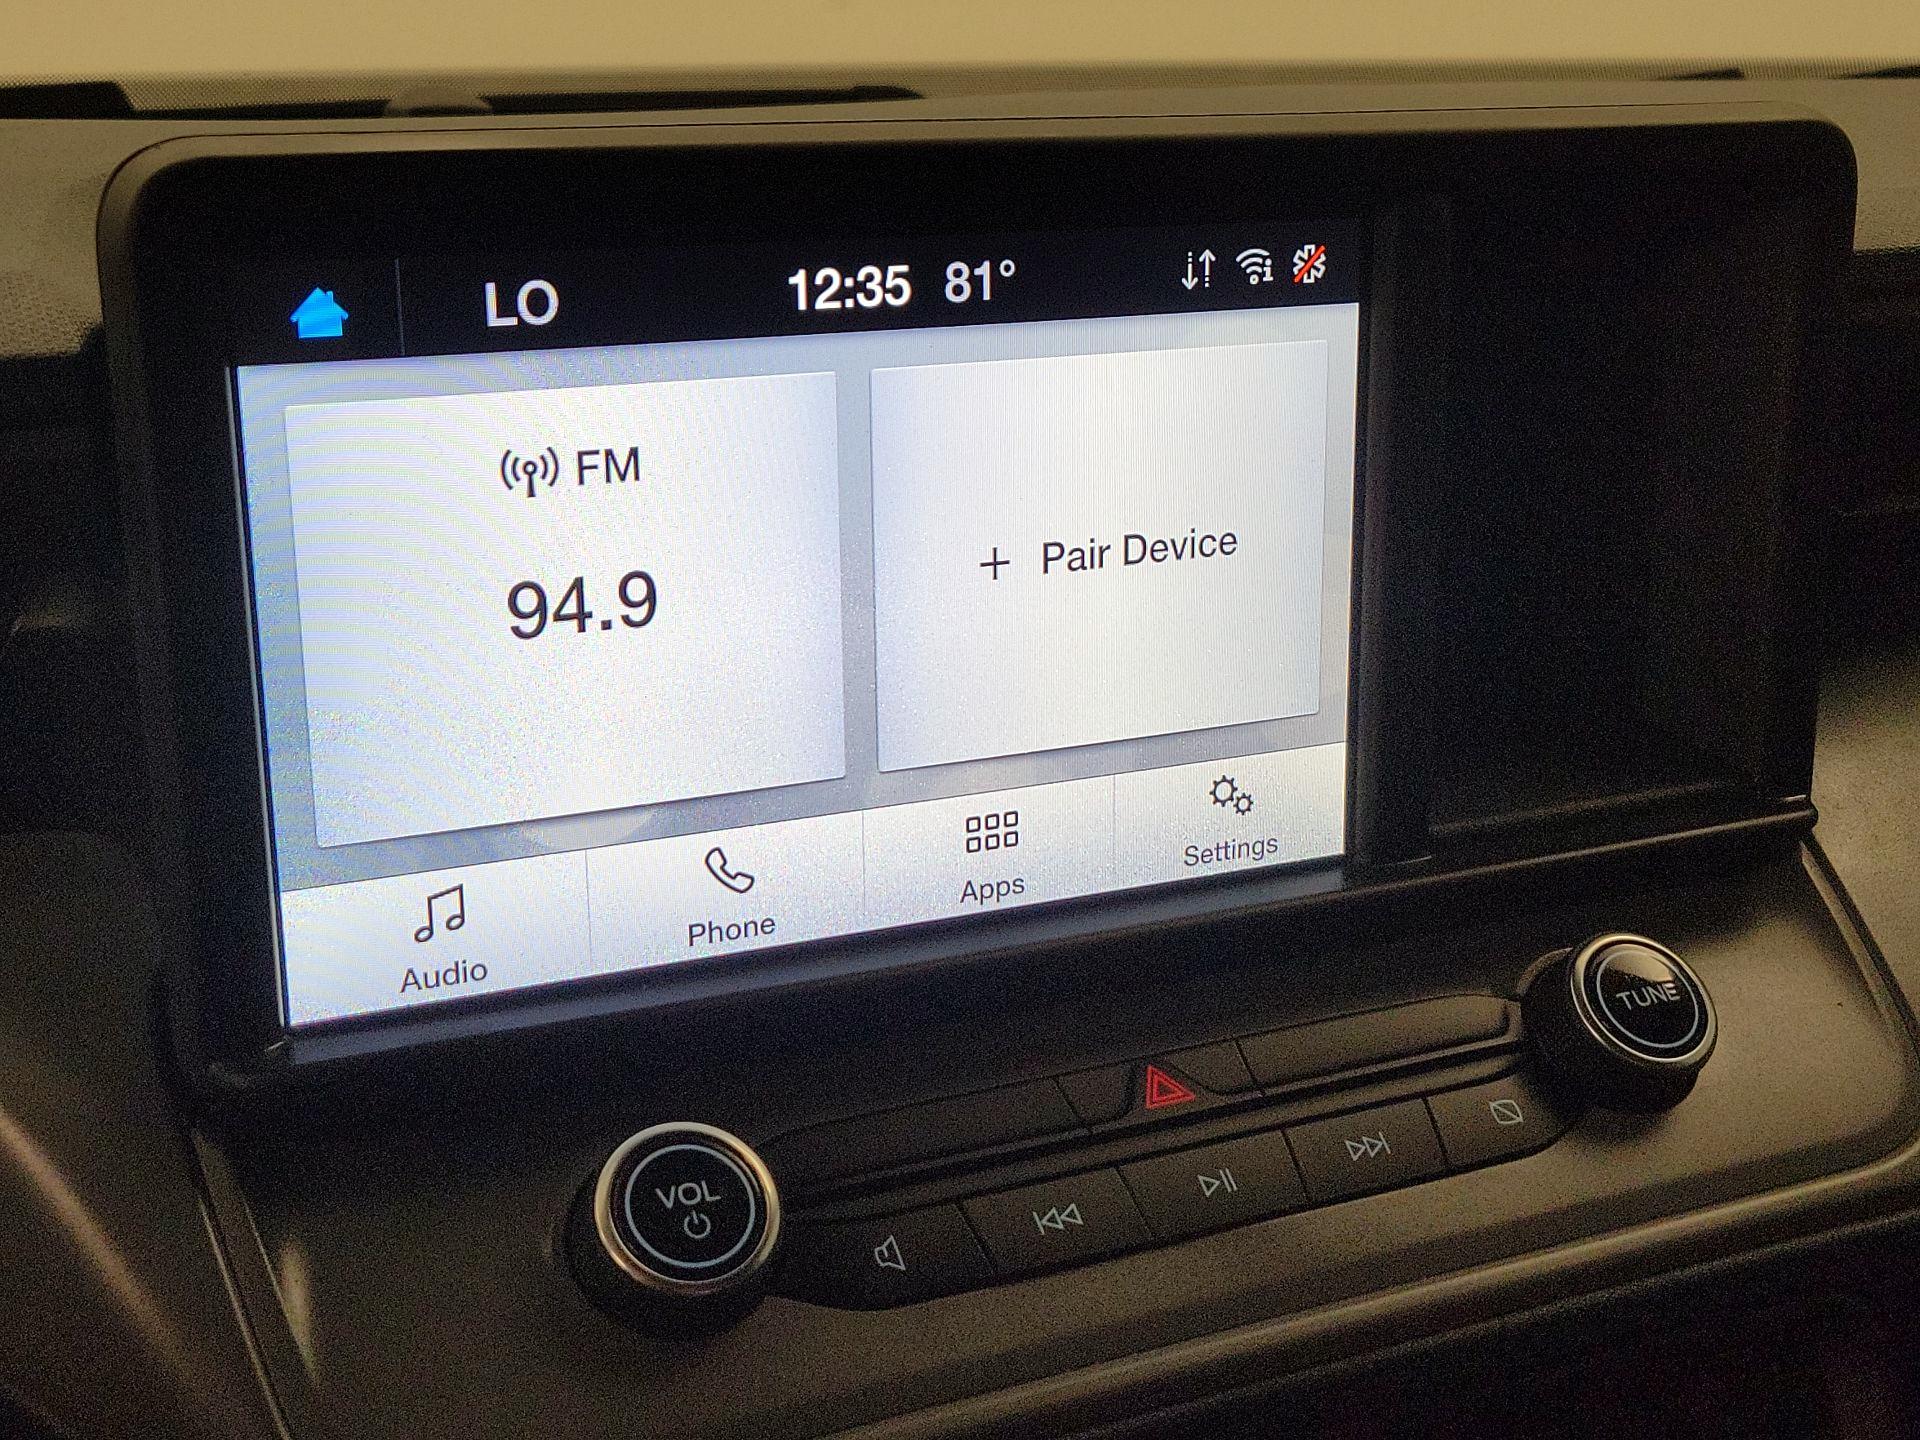 LO
12:35 81°
FM
94.9
+ Pair Device
Audio
Phone
Apps
Settings
TUNE
VOL